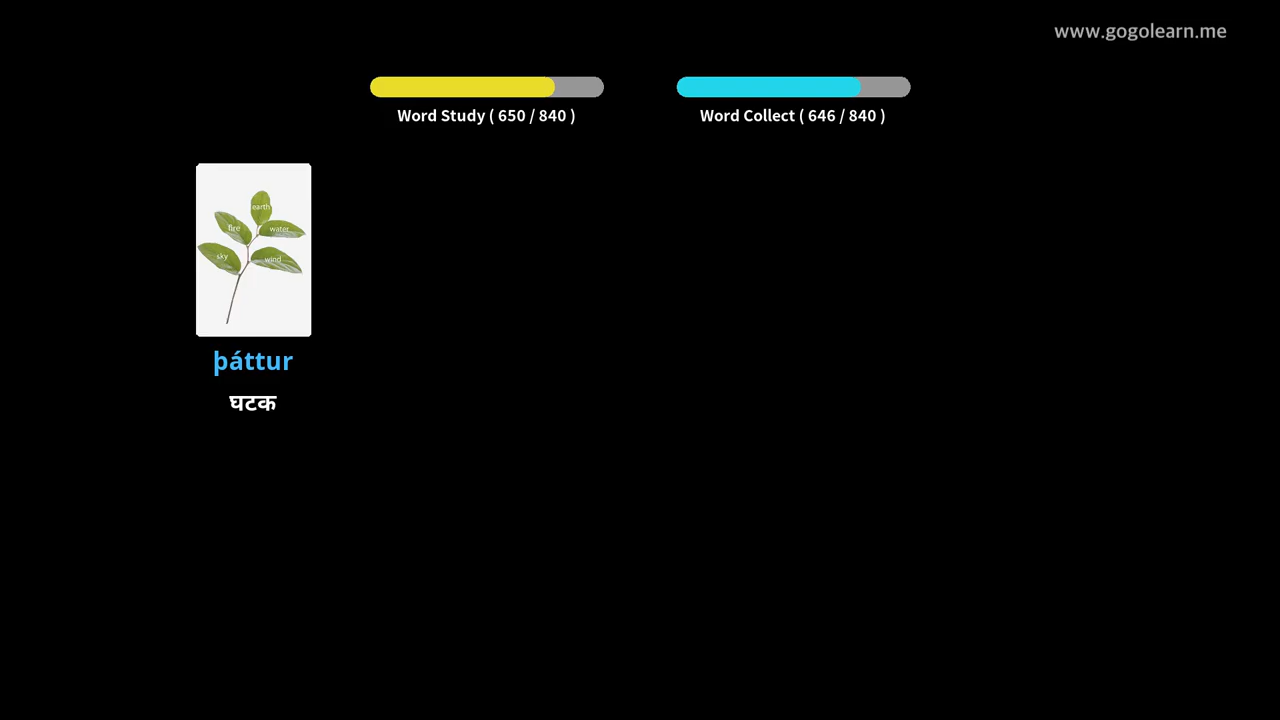 www.gogolearn.me
Word Study ( 650 / 840 )
Word Collect ( 646 / 840 )
earth
fire
water
sky
wind
þáttur
घटक